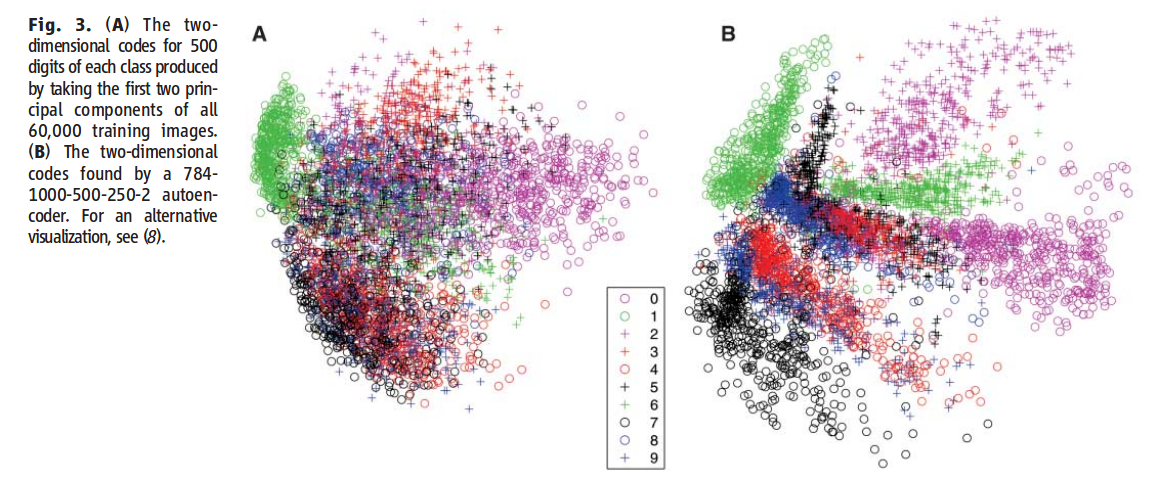 Fig. 3. (A) The two-
dimensional codes for 500
digits of each class produced
by taking the first two prin-
cipal components of all
60,000 training images.
(B) The two-dimensional
codes found by a 784-
1000-500-250-2 autoen-
coder. For an alternative
visualization, see (8).
A
B
0
1
2
3
4
5
6
7
8
9